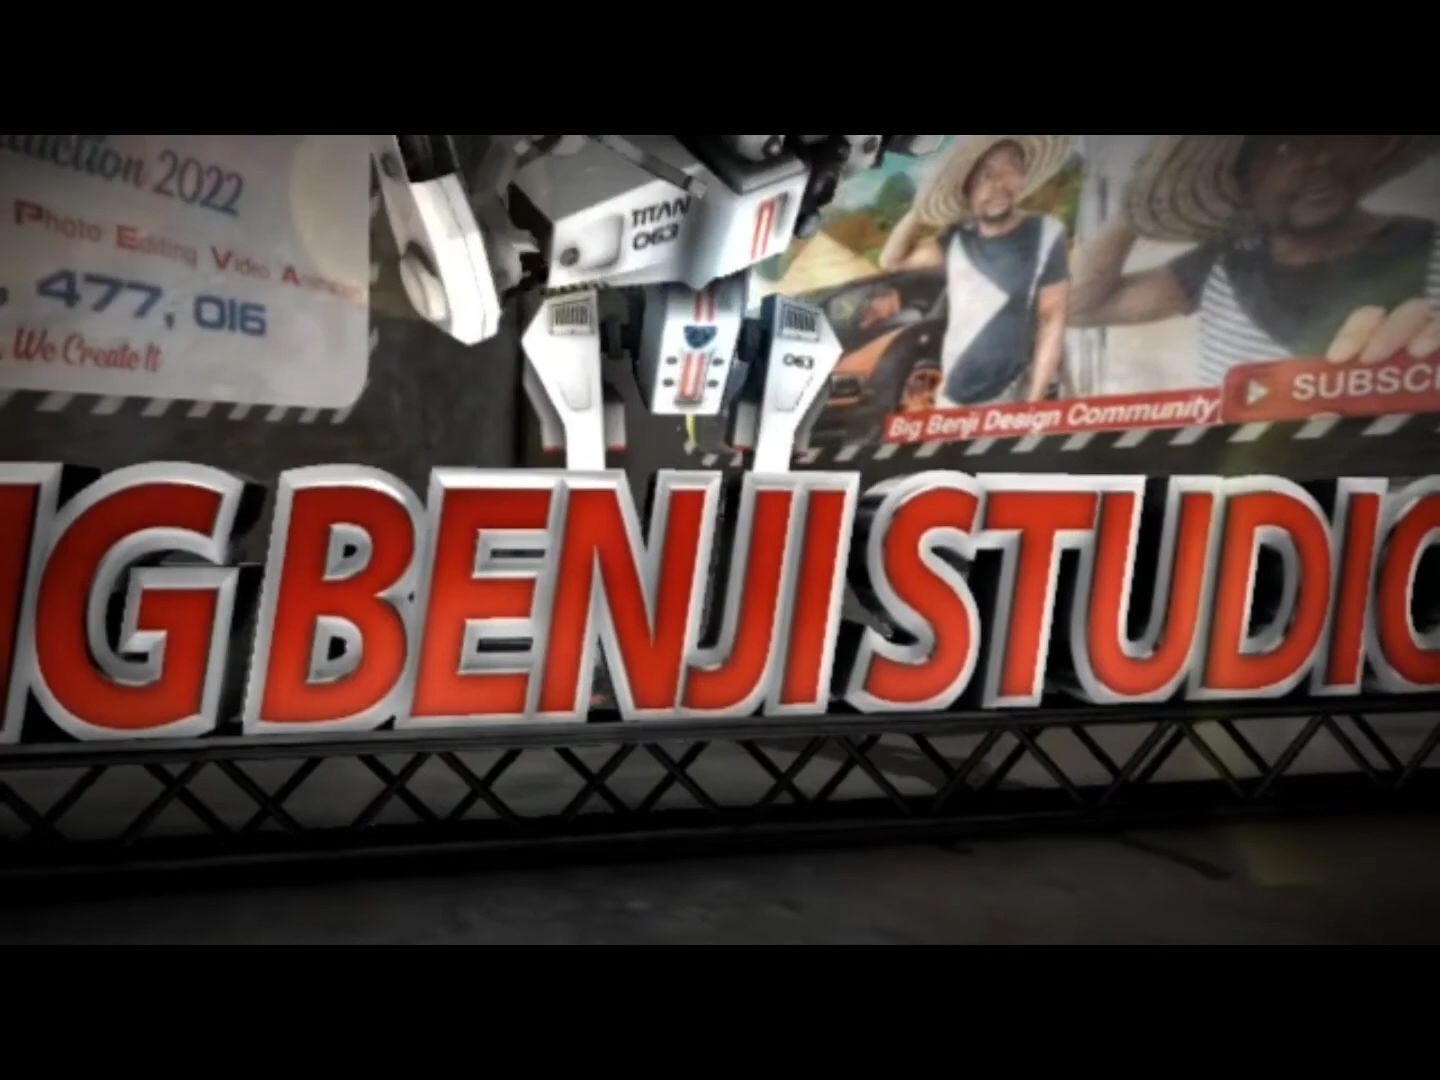 uction 2022
Photo Editing Video
477, 016
We Create It
TITAN
063
063
Big Benji Design Community
SUBSC
IG BENJI STUDIO